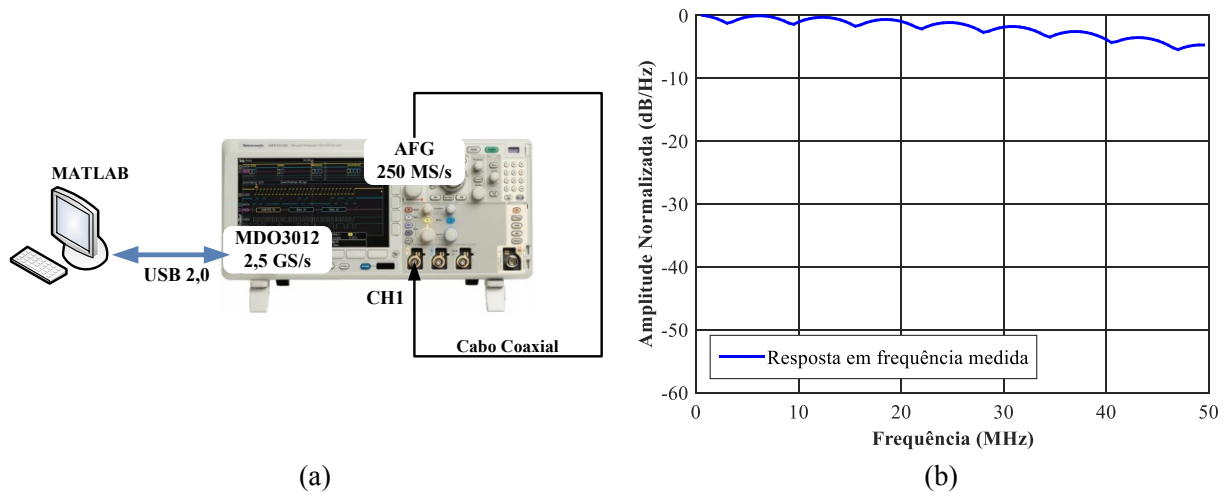 MATLAB
USB 2,0
AFG
250 MS/s
MDO3012
2,5 GS/s
CH1
Cabo Coaxial
(a)
Amplitude Normalizada (dB/Hz)
0
-10
-20
-30
-40
-50
-60
Resposta em frequência medida
0 10 20 30 40 50
Frequência (MHz)
(b)